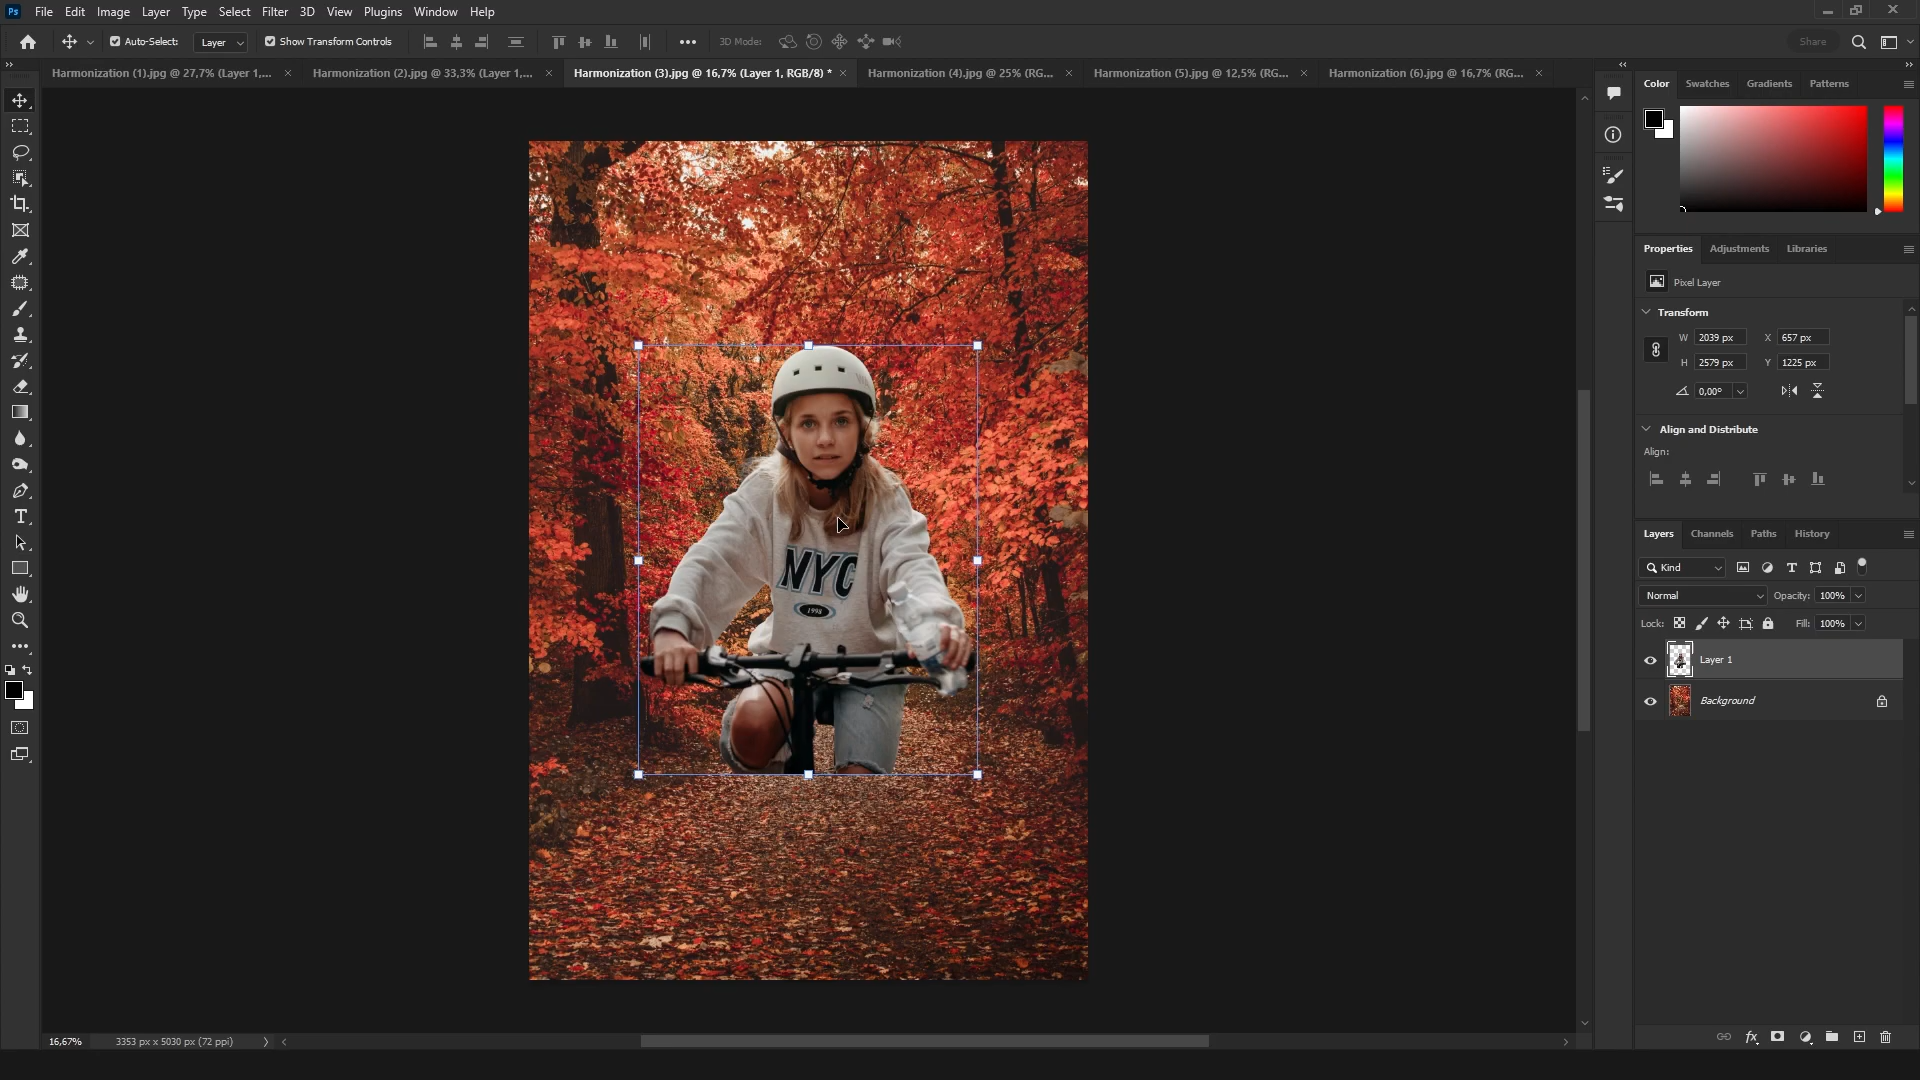 Ps File Edit Image Layer Type Select Filter 3D View Plugins Window Help
Auto-Select: Layer Show Transform Controls 3D Mode: Share
Harmonization (1).jpg @ 27,7% (Layer 1,... Harmonization (2).jpg @ 33,3% (Layer 1,... Harmonization (3).jpg @ 16,7% (Layer 1, RGB/8) * Harmonization (4).jpg @ 25% (RG... Harmonization (5).jpg @ 12,5% (RG... Harmonization (6).jpg @ 16,7% (RG...
Color Swatches Gradients Patterns
Properties Adjustments Libraries
Pixel Layer
Transform
W 2039 px X 657 px
H 2579 px Y 1225 px
0,00°
Align and Distribute
Align:
NYC
1998
Layers Channels Paths History
Kind
Normal Opacity: 100%
Lock: Fill: 100%
Layer 1
Background
16,67% 3353 px x 5030 px (72 ppi)